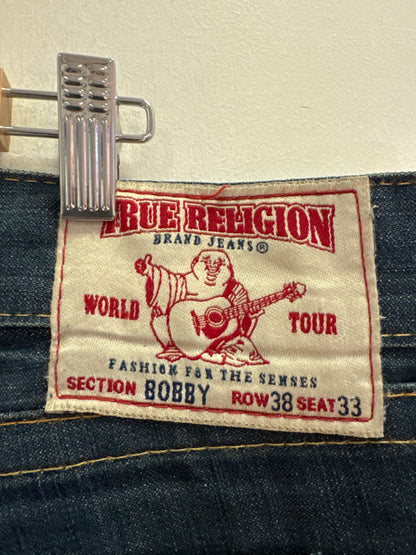 TRUE RELIGION
BRAND JEANS®
WORLD TOUR
FASHION FOR THE SENSES
SECTION BOBBY ROW 38 SEAT 33